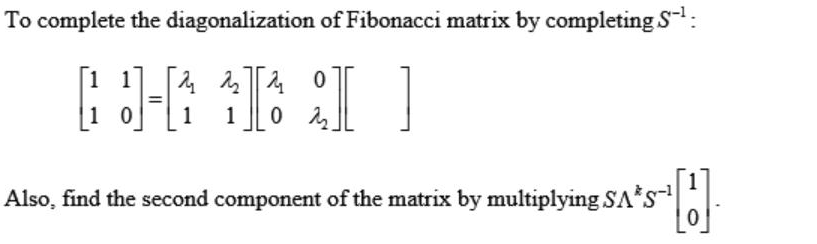 To complete the diagonalization of Fibonacci matrix by completing S⁻¹ :
[1 1; 1 0] = [λ₁ λ₂; 1 1] [λ₁ 0; 0 λ₂] [ ]
Also, find the second component of the matrix by multiplying SΛᵏS⁻¹ [1; 0] .